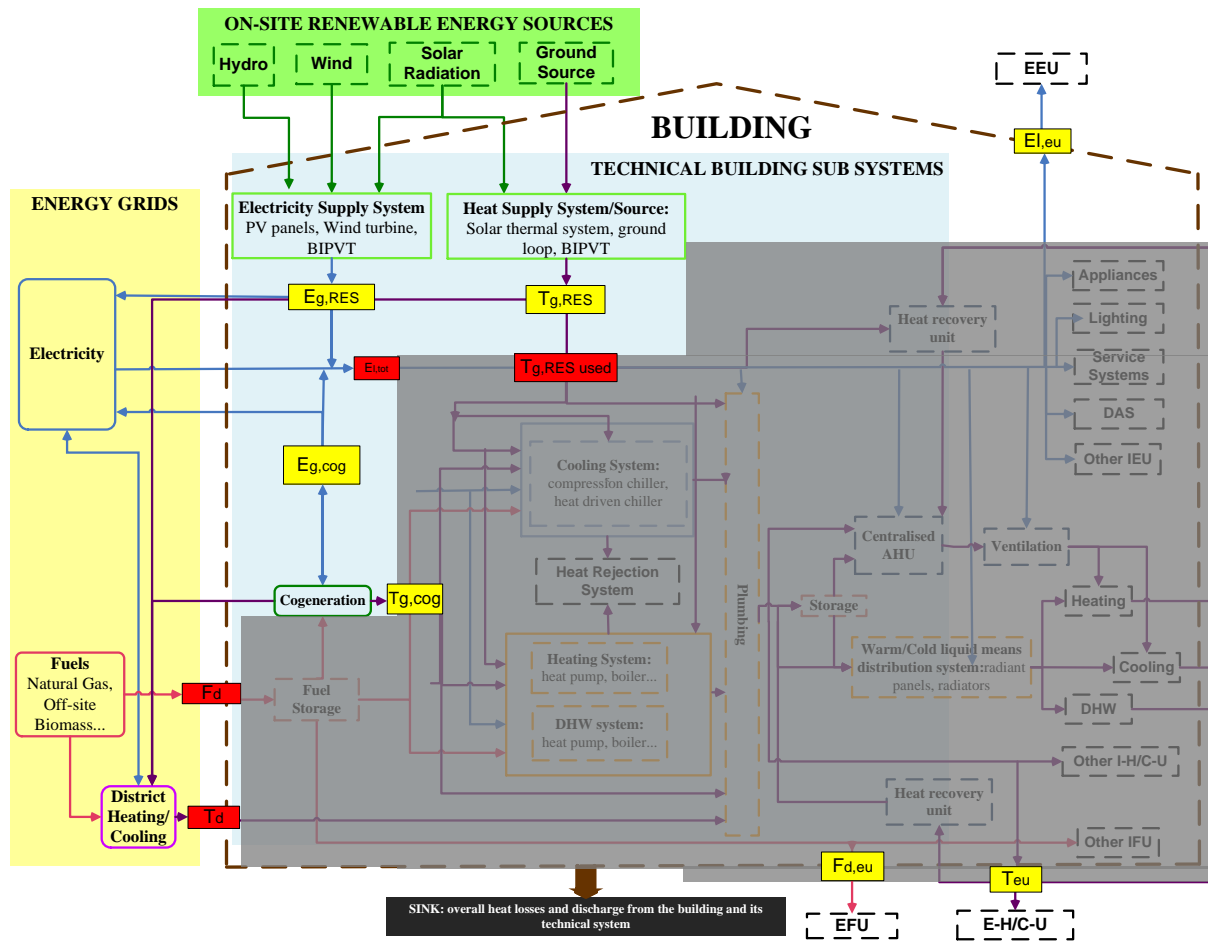 ON-SITE RENEWABLE ENERGY SOURCES
Hydro
Wind
Solar
Radiation
Ground
Source
EEU
BUILDING
EI,eu
TECHNICAL BUILDING SUB SYSTEMS
ENERGY GRIDS
Electricity Supply System
PV panels, Wind turbine,
BIPVT
Heat Supply System/Source:
Solar thermal system, ground
loop, BIPVT
Eg,RES
Tg,RES
Appliances
Heat recovery
unit
Lighting
Electricity
EI,tot
Tg,RES used
Service
Systems
DAS
Eg,cog
Cooling System:
compression chiller,
heat driven chiller
Other IEU
Centralised
AHU
Ventilation
Heat Rejection
System
Plumbing
Cogeneration
Tg,cog
Storage
Heating
Fuels
Natural Gas,
Off-site
Biomass...
Fd
Fuel
Storage
Heating System:
heat pump, boiler...
Warm/Cold liquid means
distribution system:radiant
panels, radiators
Cooling
DHW system:
heat pump, boiler...
DHW
Other I-H/C-U
District
Heating/
Cooling
Td
Heat recovery
unit
Other IFU
Fd,eu
Teu
SINK: overall heat losses and discharge from the building and its
technical system
EFU
E-H/C-U